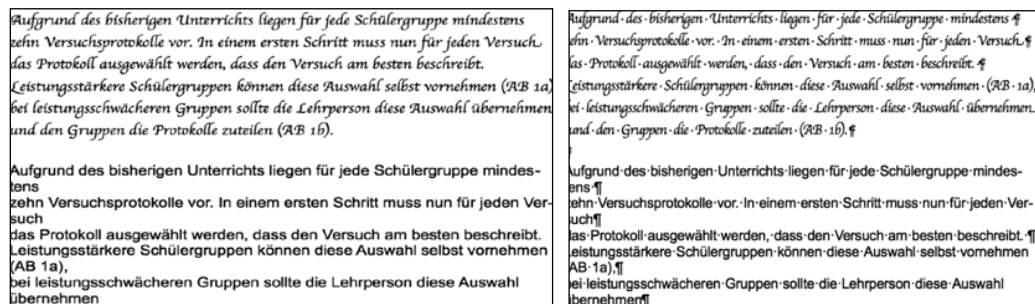 Aufgrund des bisherigen Unterrichts liegen für jede Schülergruppe mindestens
zehn Versuchsprotokolle vor. In einem ersten Schritt muss nun für jeden Versuch
das Protokoll ausgewählt werden, dass den Versuch am besten beschreibt.
Leistungsstärkere Schülergruppen können diese Auswahl selbst vornehmen (AB 1a)
bei leistungsschwächeren Gruppen sollte die Lehrperson diese Auswahl übernehmen
und den Gruppen die Protokolle zuteilen (AB 1b).
Aufgrund des bisherigen Unterrichts liegen für jede Schülergruppe mindes-
tens
zehn Versuchsprotokolle vor. In einem ersten Schritt muss nun für jeden Ver-
such
das Protokoll ausgewählt werden, dass den Versuch am besten beschreibt.
Leistungsstärkere Schülergruppen können diese Auswahl selbst vornehmen
(AB 1a),
bei leistungsschwächeren Gruppen sollte die Lehrperson diese Auswahl
übernehmen
Aufgrund·des·bisherigen·Unterrichts·liegen·für·jede·Schülergruppe·mindestens¶
ehn·Versuchsprotokolle·vor.·In·einem·ersten·Schritt·muss·nun·für·jeden·Versuch¶
das·Protokoll·ausgewählt·werden,·dass·den·Versuch·am·besten·beschreibt.¶
Leistungsstärkere·Schülergruppen·können·diese·Auswahl·selbst·vornehmen·(AB·1a),
bei·leistungsschwächeren·Gruppen·sollte·die·Lehrperson·diese·Auswahl·übernehmen
und·den·Gruppen·die·Protokolle·zuteilen·(AB·1b).¶
Aufgrund·des·bisherigen·Unterrichts·liegen·für·jede·Schülergruppe·mindes-
ens¶
ehn·Versuchsprotokolle·vor.·In·einem·ersten·Schritt·muss·nun·für·jeden·Ver-
uch¶
das·Protokoll·ausgewählt·werden,·dass·den·Versuch·am·besten·beschreibt.·¶
Leistungsstärkere·Schülergruppen·können·diese·Auswahl·selbst·vornehmen
AB·1a),¶
bei·leistungsschwächeren·Gruppen·sollte·die·Lehrperson·diese·Auswahl
übernehmen¶